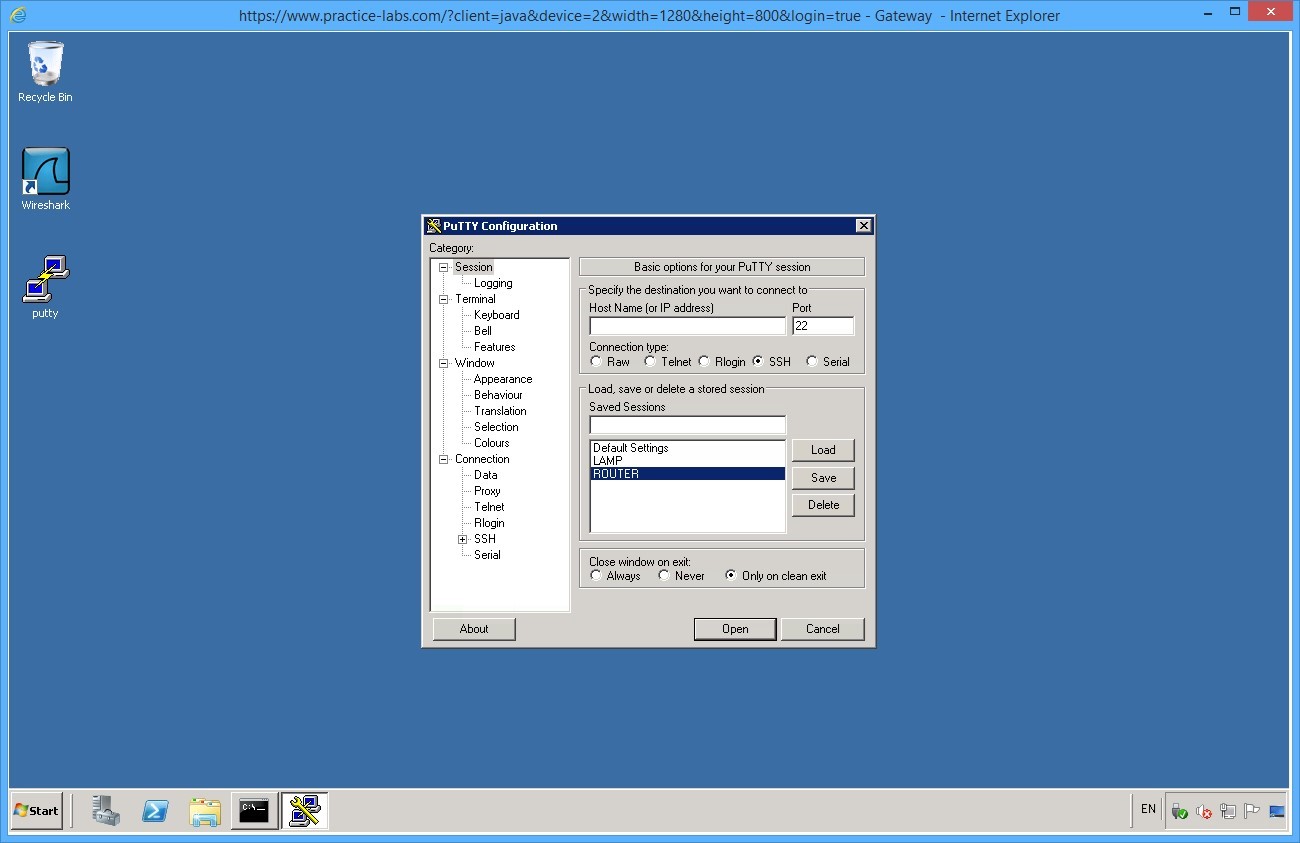 https://www.practice-labs.com/?client=java&device=2&width=1280&height=800&login=true - Gateway - Internet Explorer
Recycle Bin
Wireshark
putty
PuTTY Configuration
Category:
Session
Logging
Terminal
Keyboard
Bell
Features
Window
Appearance
Behaviour
Translation
Selection
Colours
Connection
Data
Proxy
Telnet
Rlogin
SSH
Serial
Basic options for your PuTTY session
Specify the destination you want to connect to
Host Name (or IP address) Port
22
Connection type:
Raw Telnet Rlogin SSH Serial
Load, save or delete a stored session
Saved Sessions
Default Settings
LAMP
ROUTER
Load
Save
Delete
Close window on exit:
Always Never Only on clean exit
About Open Cancel
Start
C:\
EN